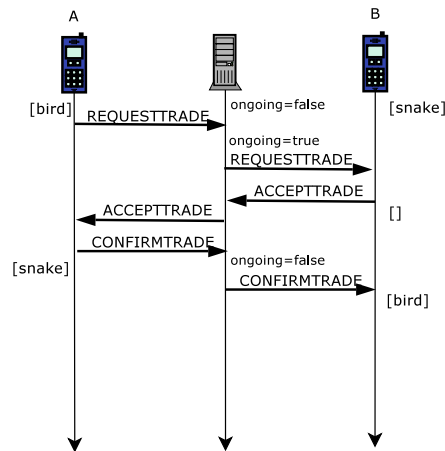 A
B
[bird]
ongoing=false
[snake]
REQUESTTRADE
ongoing=true
REQUESTTRADE
ACCEPTTRADE
ACCEPTTRADE
[]
CONFIRMTRADE
ongoing=false
[snake]
CONFIRMTRADE
[bird]